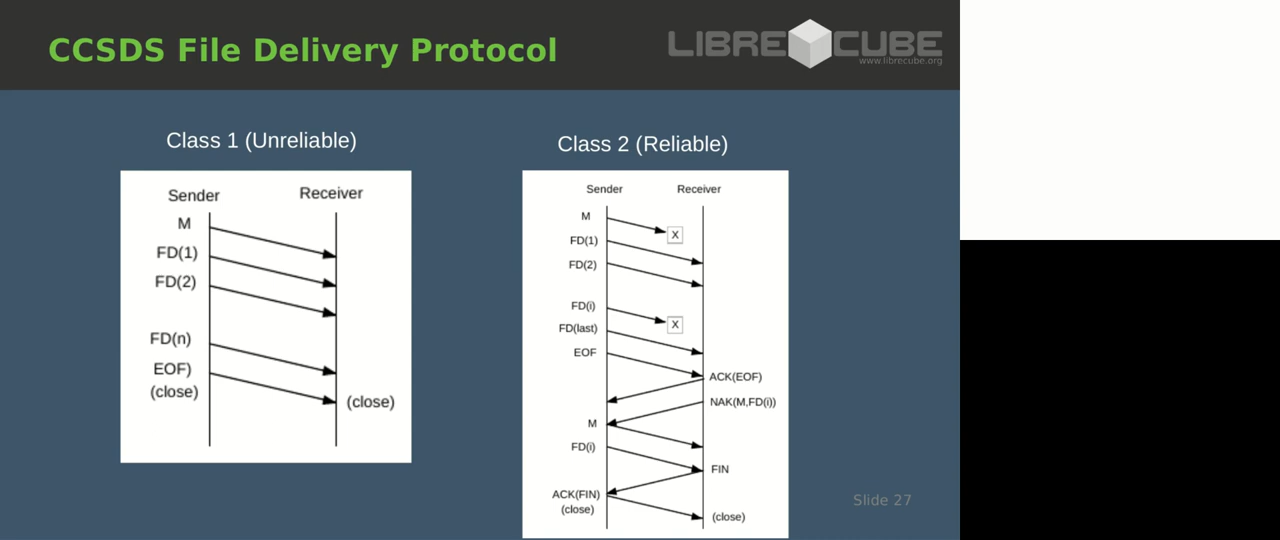 CCSDS File Delivery Protocol
LIBRECUBE
www.librecube.org
Class 1 (Unreliable)
Sender Receiver
M
FD(1)
FD(2)
FD(n)
EOF)
(close) (close)
Class 2 (Reliable)
Sender Receiver
M
X
FD(1)
FD(2)
FD(i)
X
FD(last)
EOF
ACK(EOF)
NAK(M,FD(i))
M
FD(i)
FIN
ACK(FIN)
(close)
(close)
Slide 27